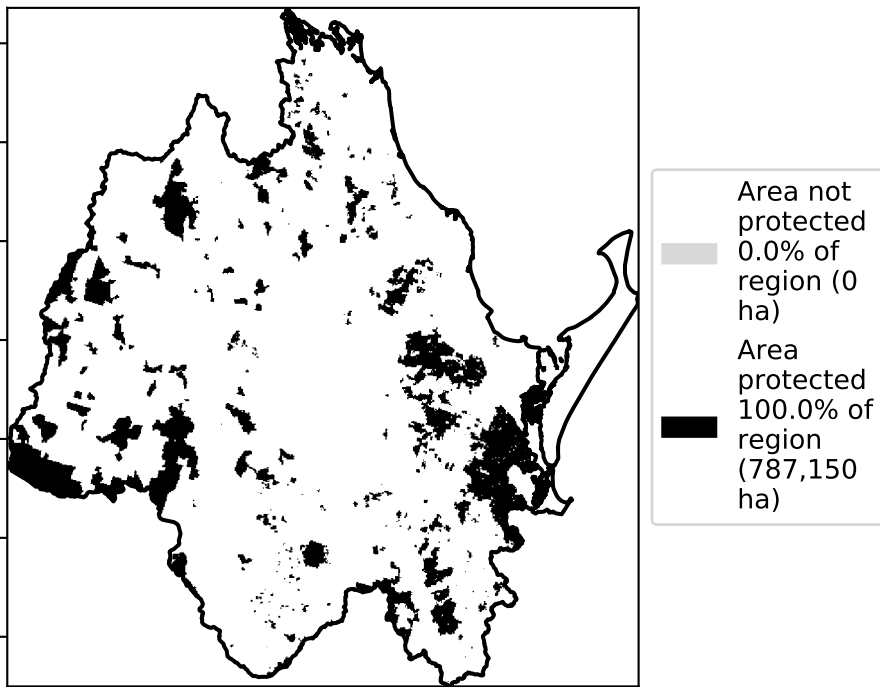 Area not
protected
0.0% of
region (0
ha)
Area
protected
100.0% of
region
(787,150
ha)